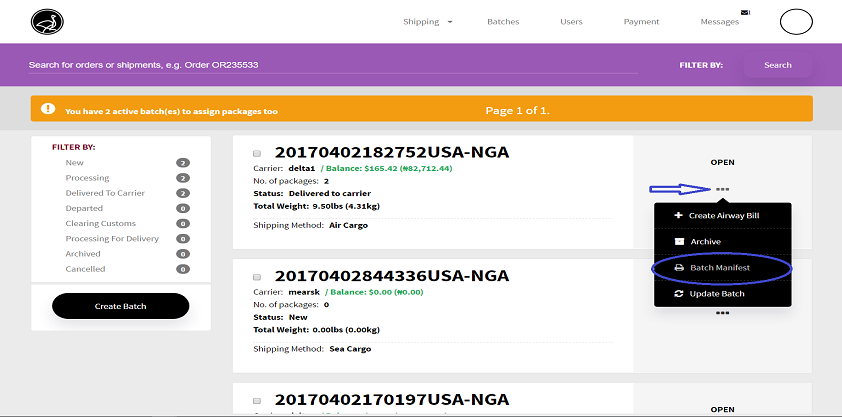 Shipping Batches Users Payment Messages
Search for orders or shipments, e.g. Order OR235533 FILTER BY: Search
You have 2 active batch(es) to assign packages too Page 1 of 1.
FILTER BY:
New 2
Processing 2
Delivered To Carrier 2
Departed 0
Clearing Customs 0
Processing For Delivery 0
Archived 0
Cancelled 0
Create Batch
20170402182752USA-NGA
Carrier: delta1 / Balance: $165.42 (₦82,712.44)
No. of packages: 2
Status: Delivered to carrier
Total Weight: 9.50lbs (4.31kg)
Shipping Method: Air Cargo
OPEN
Create Airway Bill
Archive
Batch Manifest
Update Batch
20170402844336USA-NGA
Carrier: mearsk / Balance: $0.00 (₦0.00)
No. of packages: 0
Status: New
Total Weight: 0.00lbs (0.00kg)
Shipping Method: Sea Cargo
20170402170197USA-NGA
OPEN